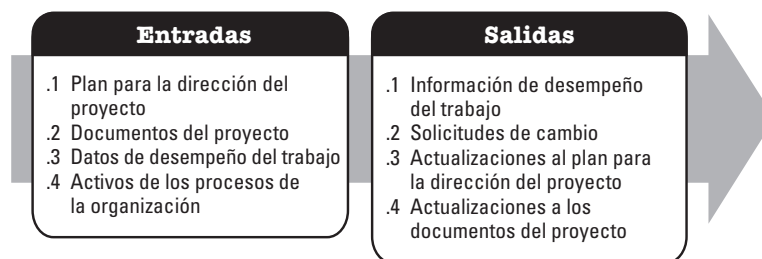 Entradas
.1 Plan para la dirección del
proyecto
.2 Documentos del proyecto
.3 Datos de desempeño del trabajo
.4 Activos de los procesos de
la organización
Salidas
.1 Información de desempeño
del trabajo
.2 Solicitudes de cambio
.3 Actualizaciones al plan para
la dirección del proyecto
.4 Actualizaciones a los
documentos del proyecto